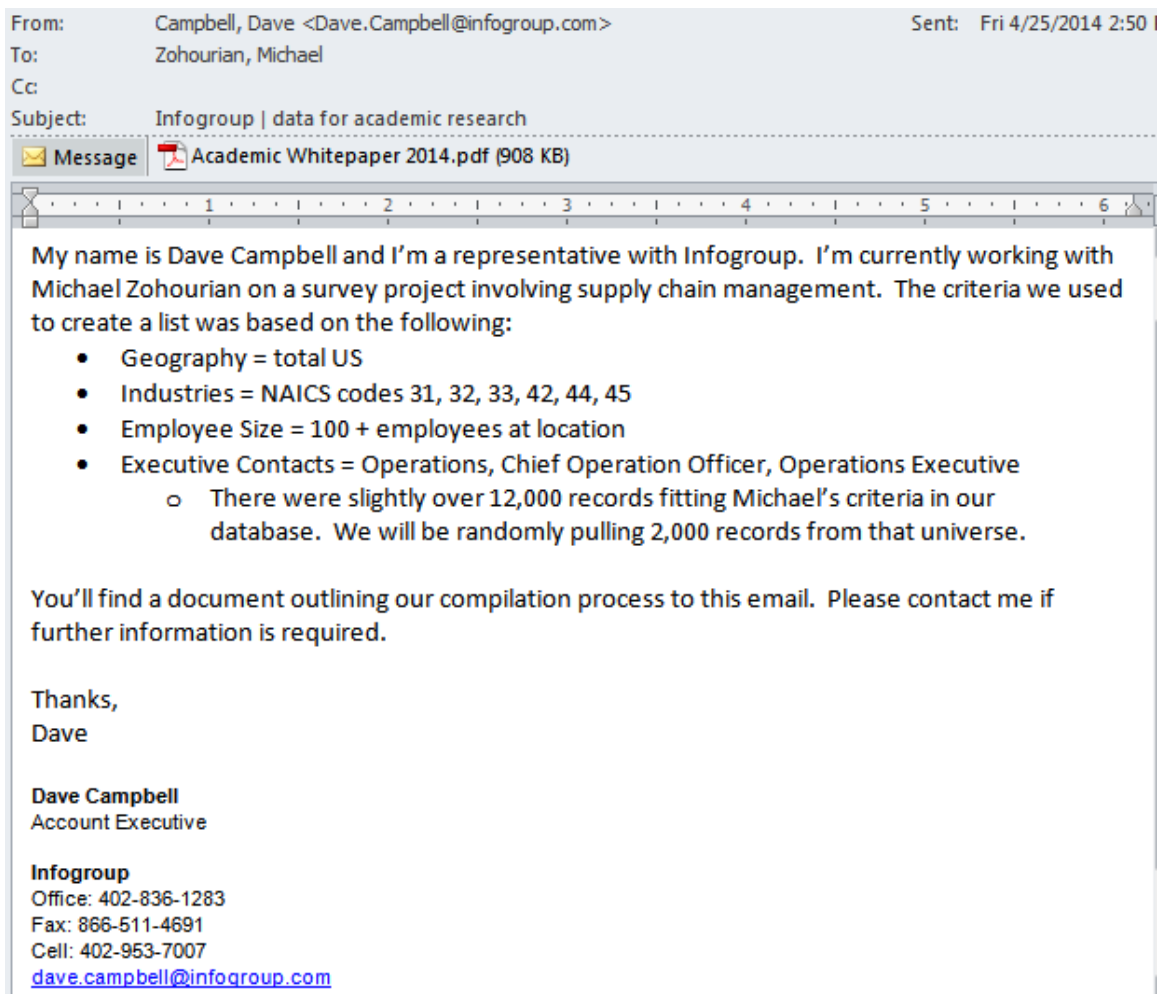 From: Campbell, Dave <Dave.Campbell@infogroup.com> Sent: Fri 4/25/2014 2:50
To: Zohourian, Michael
Cc:
Subject: Infogroup | data for academic research
Message Academic Whitepaper 2014.pdf (908 KB)
1 2 3 4 5 6
My name is Dave Campbell and I'm a representative with Infogroup. I'm currently working with
Michael Zohourian on a survey project involving supply chain management. The criteria we used
to create a list was based on the following:
• Geography = total US
• Industries = NAICS codes 31, 32, 33, 42, 44, 45
• Employee Size = 100 + employees at location
• Executive Contacts = Operations, Chief Operation Officer, Operations Executive
o There were slightly over 12,000 records fitting Michael's criteria in our
database. We will be randomly pulling 2,000 records from that universe.
You'll find a document outlining our compilation process to this email. Please contact me if
further information is required.
Thanks,
Dave
Dave Campbell
Account Executive
Infogroup
Office: 402-836-1283
Fax: 866-511-4691
Cell: 402-953-7007
dave.campbell@infogroup.com